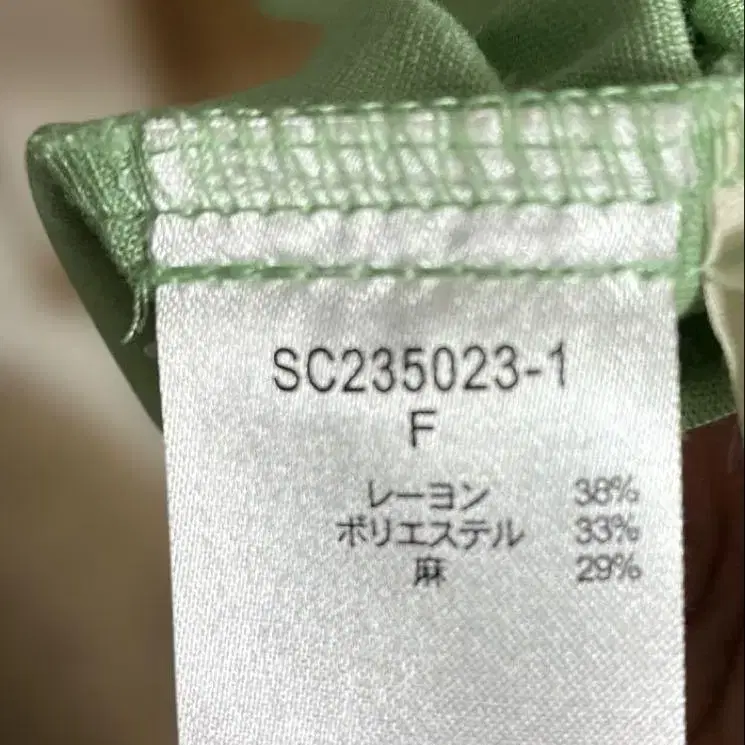 SC235023-1
F
レーヨン 38%
ポリエステル 33%
麻 29%